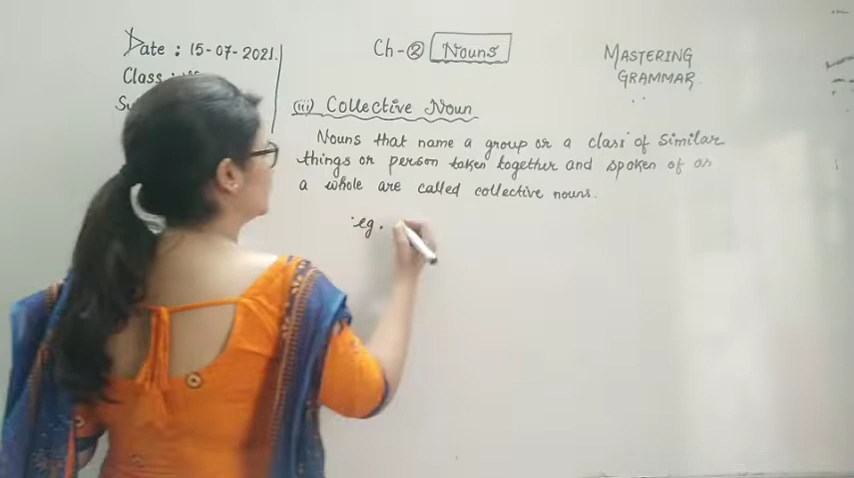 Date : 15-07-2021.
Class :
Ch-② Nouns
MASTERING
GRAMMAR.
(iii) Collective Noun
Nouns that name a group or a class of similar
things or person taken together and spoken of as
a whole are called collective nouns.
eg.